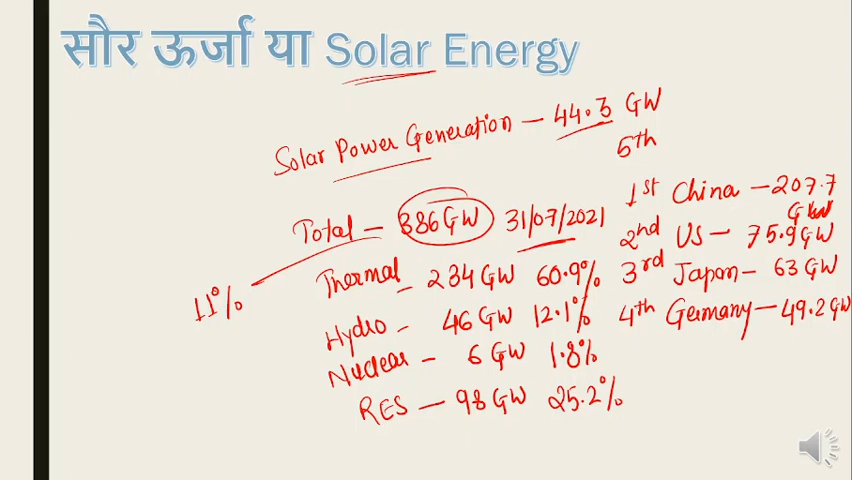 सौर ऊर्जा या Solar Energy
Solar Power Generation - 44.3 GW
5th
Total - 386 GW 31/07/2021
11%
Thermal - 234 GW 60.9%
Hydro - 46 GW 12.1%
Nuclear - 6 GW 1.8%
RES - 98 GW 25.2%
1st China - 207.7
GW
2nd US - 75.9 GW
3rd Japan - 63 GW
4th Germany - 49.2 GW